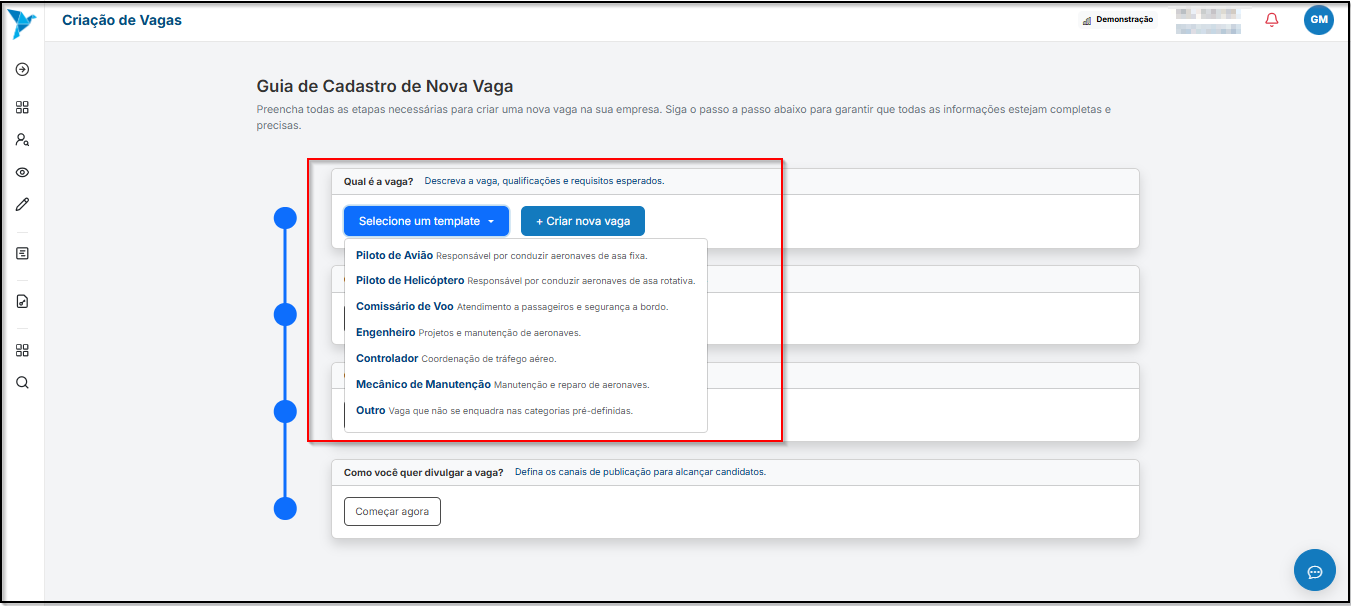 Criação de Vagas
Demonstração
GM
Guia de Cadastro de Nova Vaga
Preencha todas as etapas necessárias para criar uma nova vaga na sua empresa. Siga o passo a passo abaixo para garantir que todas as informações estejam completas e
precisas.
Qual é a vaga? Descreva a vaga, qualificações e requisitos esperados.
Selecione um template + Criar nova vaga
Piloto de Avião Responsável por conduzir aeronaves de asa fixa.
Piloto de Helicóptero Responsável por conduzir aeronaves de asa rotativa.
Comissário de Voo Atendimento a passageiros e segurança a bordo.
Engenheiro Projetos e manutenção de aeronaves.
Controlador Coordenação de tráfego aéreo.
Mecânico de Manutenção Manutenção e reparo de aeronaves.
Outro Vaga que não se enquadra nas categorias pré-definidas.
Como você quer divulgar a vaga? Defina os canais de publicação para alcançar candidatos.
Começar agora